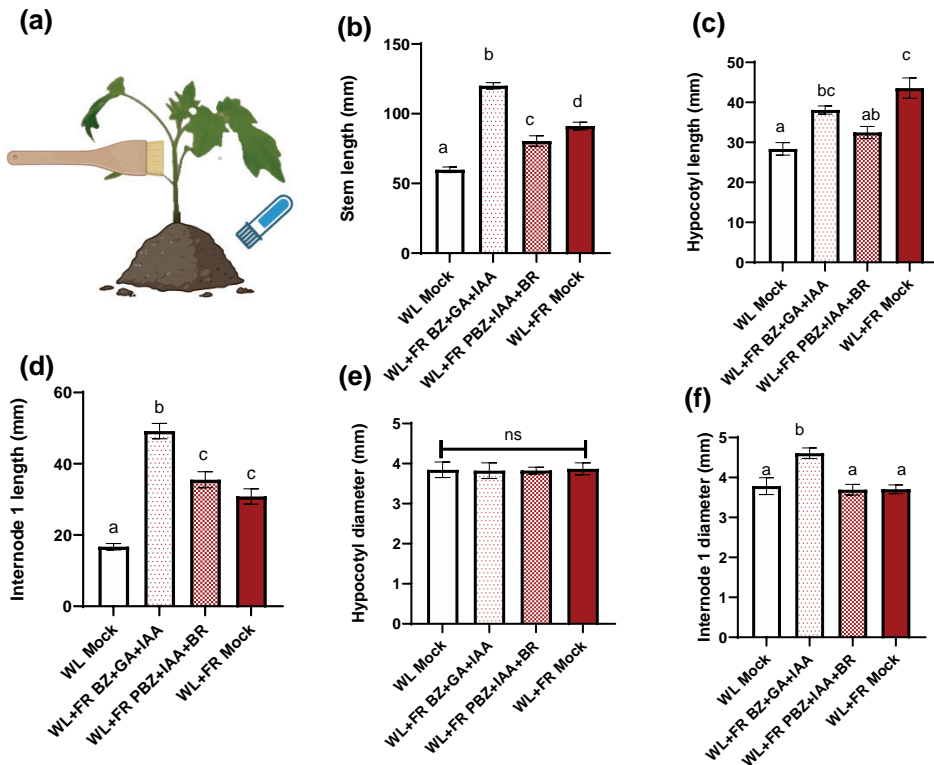 (a)
(b)
Stem length (mm)
150
100
50
0
a
b
c
d
WL Mock
WL+FR BZ+GA+IAA
WL+FR PBZ+IAA+BR
WL+FR Mock
(c)
Hypocotyl length (mm)
50
40
30
20
10
0
a
bc
ab
c
WL Mock
WL+FR BZ+GA+IAA
WL+FR PBZ+IAA+BR
WL+FR Mock
(d)
Internode 1 length (mm)
60
40
20
0
a
b
c
c
WL Mock
WL+FR BZ+GA+IAA
WL+FR PBZ+IAA+BR
WL+FR Mock
(e)
Hypocotyl diameter (mm)
6
5
4
3
2
1
0
ns
WL Mock
WL+FR BZ+GA+IAA
WL+FR PBZ+IAA+BR
WL+FR Mock
(f)
Internode 1 diameter (mm)
5
4
3
2
1
0
a
b
a
a
WL Mock
WL+FR BZ+GA+IAA
WL+FR PBZ+IAA+BR
WL+FR Mock